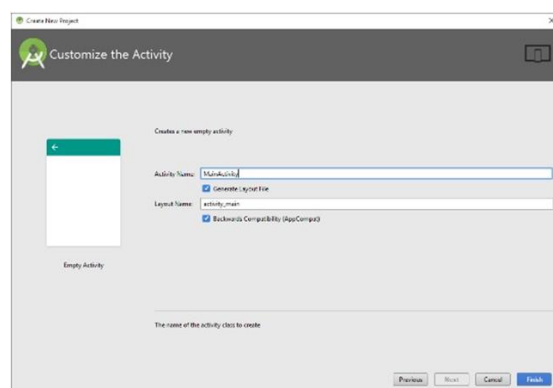 Create New Project
Customize the Activity
Creates a new empty activity
Activity Name: MainActivity
Generate Layout File
Layout Name: activity_main
Backwards Compatibility (AppCompat)
Empty Activity
The name of the activity class to create
Previous
Next
Cancel
Finish